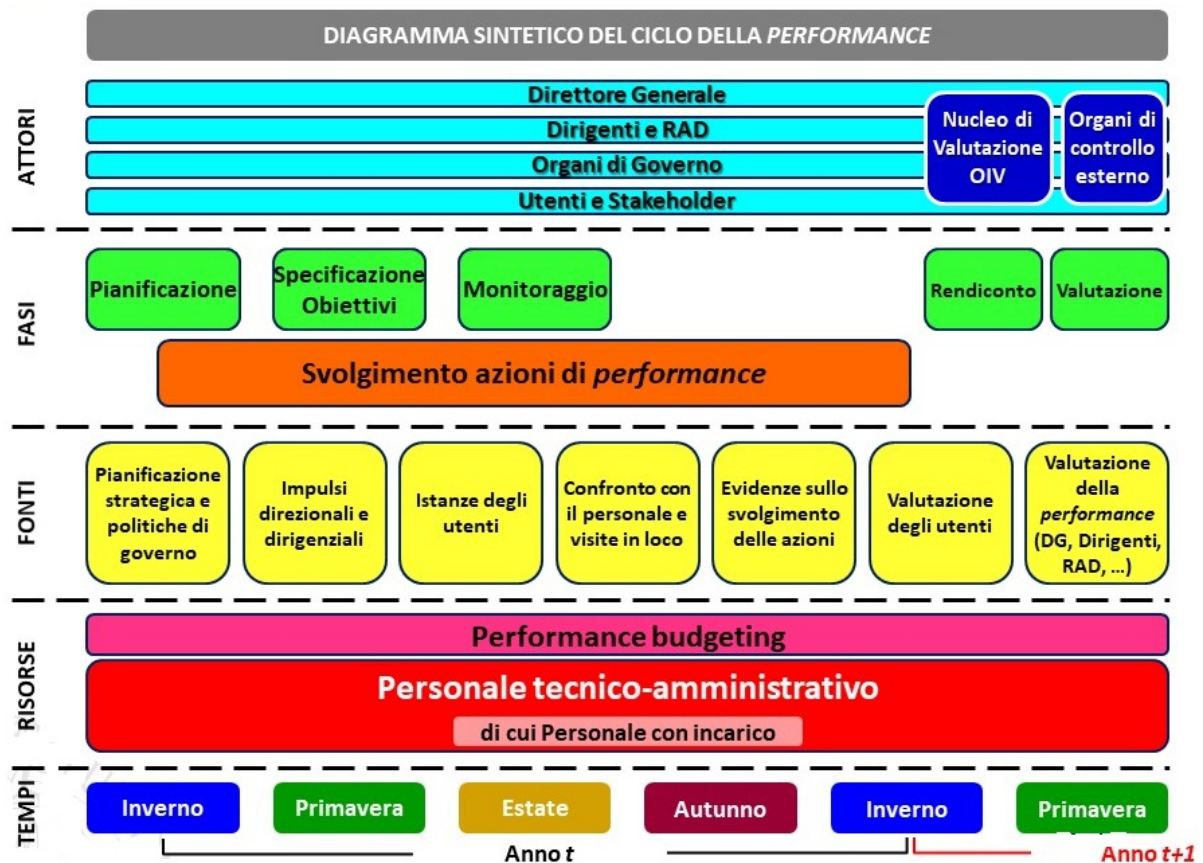 DIAGRAMMA SINTETICO DEL CICLO DELLA PERFORMANCE
ATTORI
Direttore Generale
Dirigenti e RAD
Organi di Governo
Utenti e Stakeholder
Nucleo di
Valutazione
OIV
Organi di
controllo
esterno
FASI
Pianificazione
Specificazione
Obiettivi
Monitoraggio
Rendiconto
Valutazione
Svolgimento azioni di performance
FONTI
Pianificazione
strategica e
politiche di
governo
Impulsi
direzionali e
dirigenziali
Istanze degli
utenti
Confronto con
il personale e
visite in loco
Evidenze sullo
svolgimento
delle azioni
Valutazione
degli utenti
Valutazione
della
performance
(DG, Dirigenti,
RAD, ...)
RISORSE
Performance budgeting
Personale tecnico-amministrativo
di cui Personale con incarico
TEMPI
Inverno
Primavera
Estate
Autunno
Inverno
Primavera
Anno t
Anno t+1